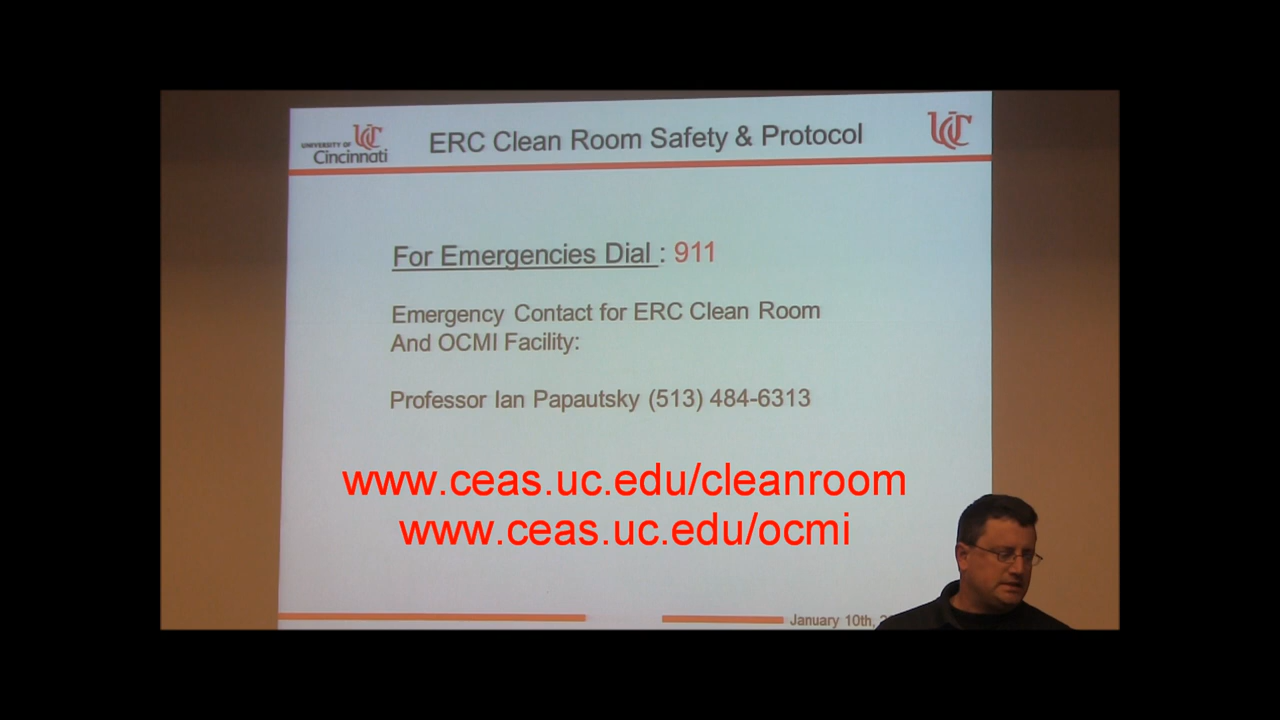 UNIVERSITY OF
Cincinnati
ERC Clean Room Safety & Protocol
For Emergencies Dial : 911
Emergency Contact for ERC Clean Room
And OCMI Facility:
Professor Ian Papautsky (513) 484-6313
www.ceas.uc.edu/cleanroom
www.ceas.uc.edu/ocmi
January 10th,